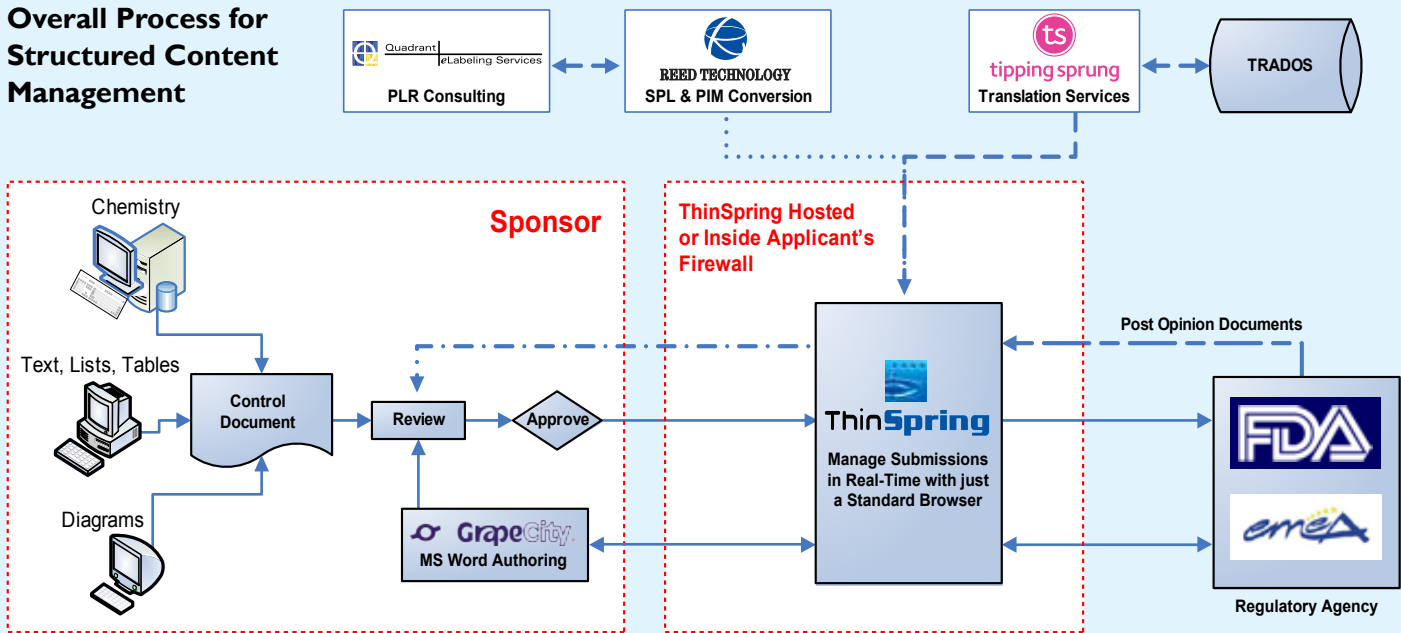 Overall Process for
Structured Content
Management
Quadrant
eLabeling Services
PLR Consulting
REED TECHNOLOGY
SPL & PIM Conversion
ts
tipping sprung
Translation Services
TRADOS
Sponsor
Chemistry
Text, Lists, Tables
Diagrams
Control
Document
Review
Approve
GrapeCity.
MS Word Authoring
ThinSpring Hosted
or Inside Applicant's
Firewall
ThinSpring
Manage Submissions
in Real-Time with just
a Standard Browser
Post Opinion Documents
FDA
emeA
Regulatory Agency